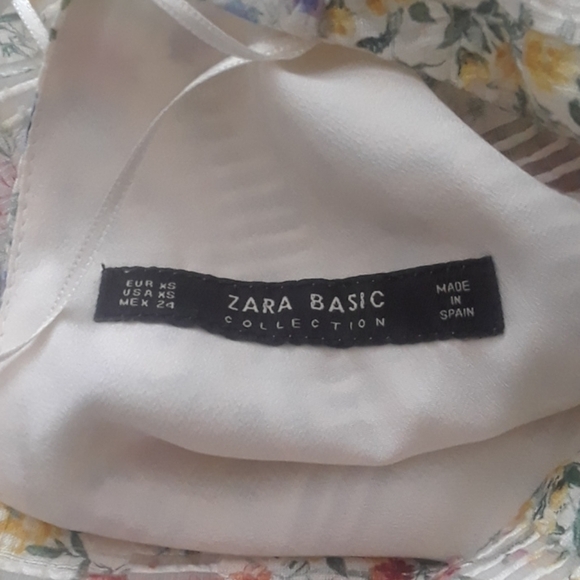 EUR XS
USA XS
MEX 24
ZARA BASIC
COLLECTION
MADE
IN
SPAIN